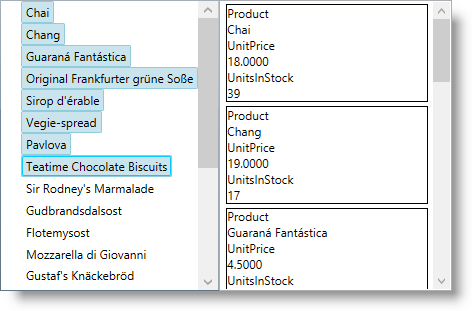 Chai
Chang
Guaraná Fantástica
Original Frankfurter grüne Soße
Sirop d'érable
Vegie-spread
Pavlova
Teatime Chocolate Biscuits
Sir Rodney's Marmalade
Gudbrandsdalsost
Flotemysost
Mozzarella di Giovanni
Gustaf's Knäckebröd
Product
Chai
UnitPrice
18.0000
UnitsInStock
39
Product
Chang
UnitPrice
19.0000
UnitsInStock
17
Product
Guaraná Fantástica
UnitPrice
4.5000
UnitsInStock